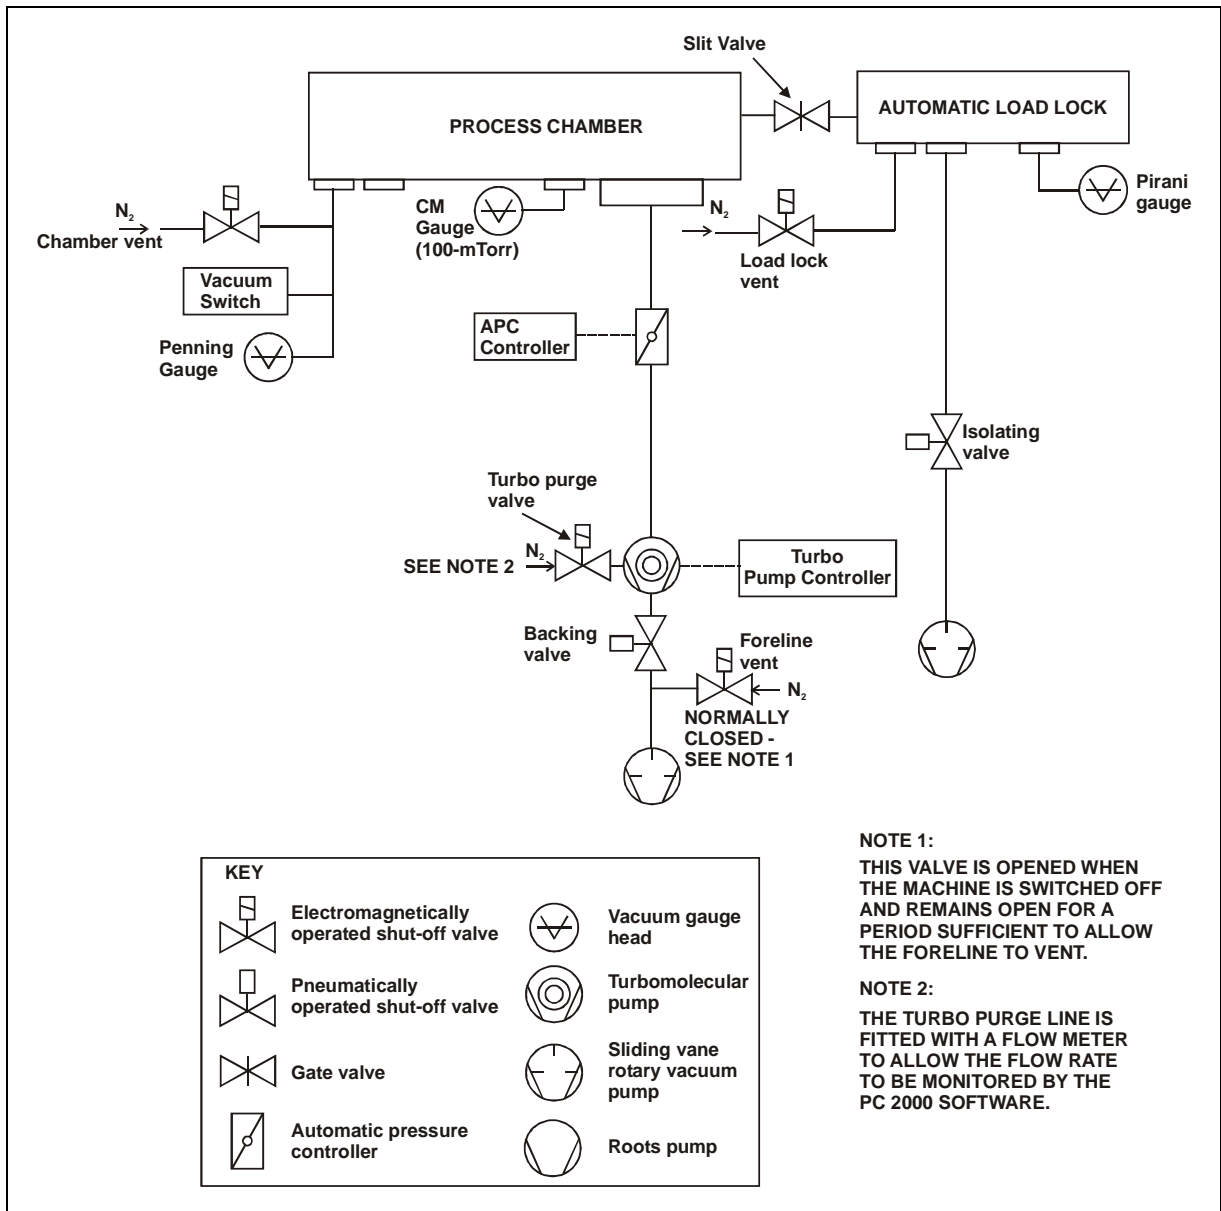 Slit Valve
PROCESS CHAMBER
AUTOMATIC LOAD LOCK
N₂
Chamber vent
CM
Gauge
(100-mTorr)
N₂
Load lock
vent
Pirani
gauge
Vacuum
Switch
Penning
Gauge
APC
Controller
Isolating
valve
Turbo purge
valve
SEE NOTE 2
N₂
Turbo
Pump Controller
Backing
valve
Foreline
vent
N₂
NORMALLY
CLOSED -
SEE NOTE 1
KEY
Electromagnetically
operated shut-off valve
Pneumatically
operated shut-off valve
Gate valve
Automatic pressure
controller
Vacuum gauge
head
Turbomolecular
pump
Sliding vane
rotary vacuum
pump
Roots pump
NOTE 1:
THIS VALVE IS OPENED WHEN
THE MACHINE IS SWITCHED OFF
AND REMAINS OPEN FOR A
PERIOD SUFFICIENT TO ALLOW
THE FORELINE TO VENT.
NOTE 2:
THE TURBO PURGE LINE IS
FITTED WITH A FLOW METER
TO ALLOW THE FLOW RATE
TO BE MONITORED BY THE
PC 2000 SOFTWARE.